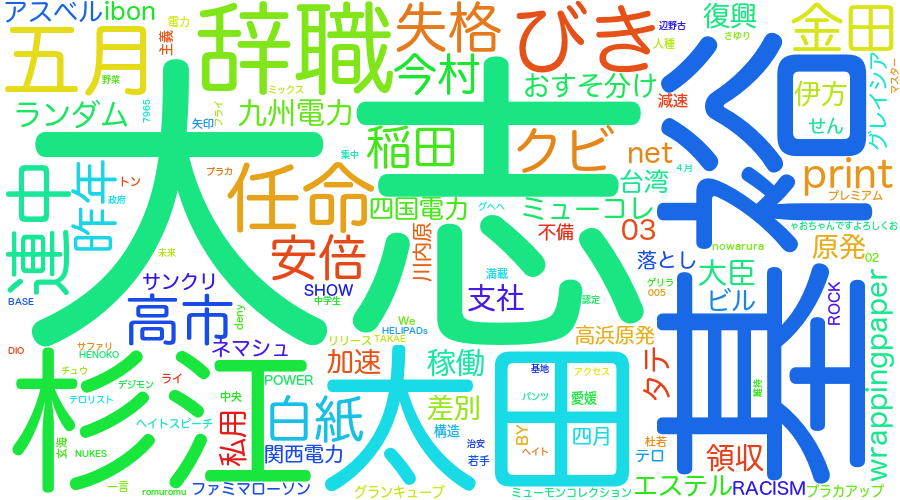 アスベル
ibon
五月
電力
主義
野菜
辞職
失格
びき
復興
辺野古
人種
さゆり
金田
マスター
ミックス
今村
おすそ分け
減速
伊方
グレイシア
ランダム
7965
矢印
フライ
九州電力
稲田
クビ
net
渋谷
せん
昨年
連中
トン
政府
ブラカ
集中
大志
任命
４月
台湾
print
プレミアム
四国電力
グヘヘ
ミューコレ
不備
03
ゃおちゃんですよろしくお
安倍
川内原
未来
nowarura
原発
落とし
大臣
02
サンクリ
SHOW
満載
支社
ゲリラ
005
ビル
ROCK
BASE
高市
deny
中学生
認定
We
HELIPADs
TAKAE
リリース
高浜原発
wrappingpaper
DIO
サファリ
HENOKO
ネマシュ
加速
稼働
タテ
真空
チュウ
デジモン
ライ
POWER
基地
アクセス
杉江
太田
テロリスト
中央
白紙
差別
パンツ
愛媛
維持
ヘイトスピーチ
私用
構造
BY
四月
杜若
玄海
NUKES
関西電力
治安
若手
ヘイト
テロ
領収
一言
romuromu
ファミマローソン
グランキューブ
ミューモンコレクション
エステル
RACISM
プラカアップ